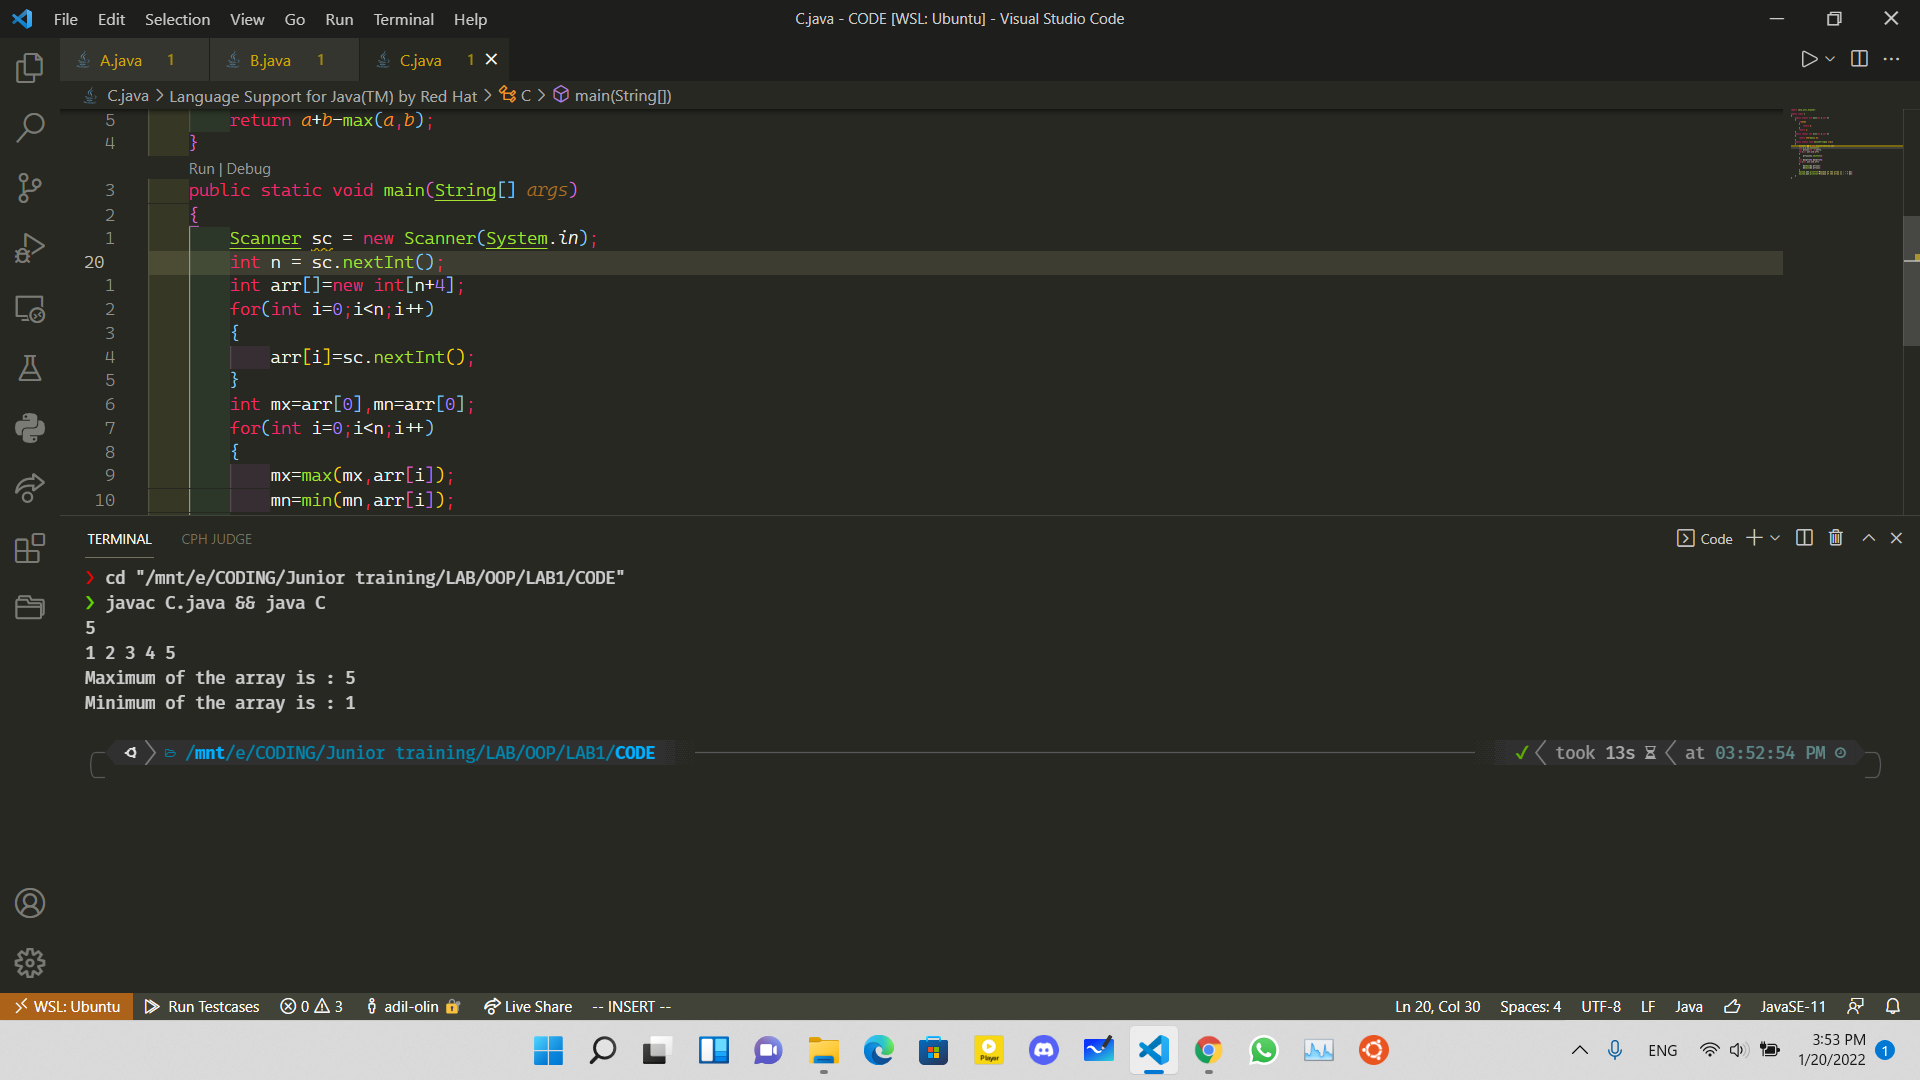 File Edit Selection View Go Run Terminal Help
C.java - CODE [WSL: Ubuntu] - Visual Studio Code
A.java 1 B.java 1 C.java 1
C.java > Language Support for Java(TM) by Red Hat > C > main(String[])
5 return a+b-max(a,b);
4 }
Run | Debug
3 public static void main(String[] args)
2 {
1 Scanner sc = new Scanner(System.in);
20 int n = sc.nextInt();
1 int arr[]=new int[n+4];
2 for(int i=0;i<n;i++)
3 {
4 arr[i]=sc.nextInt();
5 }
6 int mx=arr[0],mn=arr[0];
7 for(int i=0;i<n;i++)
8 {
9 mx=max(mx,arr[i]);
10 mn=min(mn,arr[i]);
TERMINAL CPH JUDGE
Code
❯ cd "/mnt/e/CODING/Junior training/LAB/OOP/LAB1/CODE"
❯ javac C.java && java C
5
1 2 3 4 5
Maximum of the array is : 5
Minimum of the array is : 1
/mnt/e/CODING/Junior training/LAB/OOP/LAB1/CODE
✓ took 13s at 03:52:54 PM
WSL: Ubuntu Run Testcases 0 3 adil-olin Live Share -- INSERT --
Ln 20, Col 30 Spaces: 4 UTF-8 LF Java JavaSE-11
Player
ENG
3:53 PM
1/20/2022
1